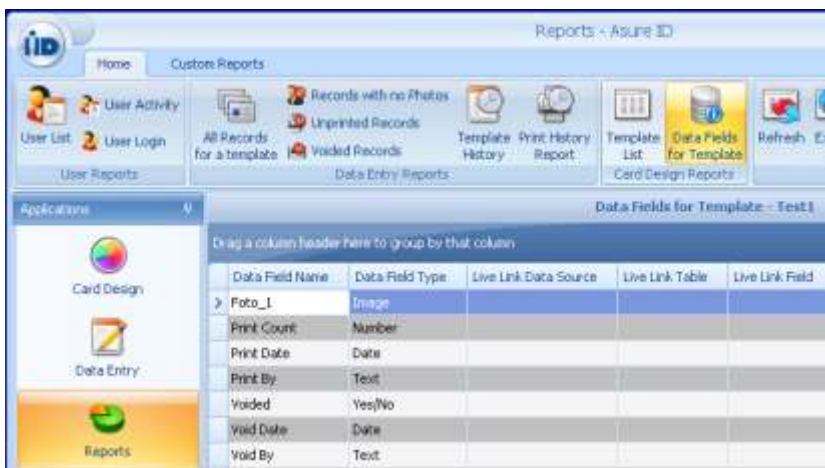 Reports - Asure ID
iID
Home Custom Reports
User List
User Activity
User Login
User Reports
All Records for a template
Records with no Photos
Unprinted Records
Voided Records
Template History
Print History Report
Data Entry Reports
Template List
Data Fields for Template
Card Design Reports
Refresh
Applications
Data Fields for Template - Test1
Card Design
Data Entry
Reports
Drag a column header here to group by that column
Data Field Name Data Field Type Live Link Data Source Live Link Table Live Link Field
Foto_1 Image
Print Count Number
Print Date Date
Print By Text
Voided Yes/No
Void Date Date
Void By Text